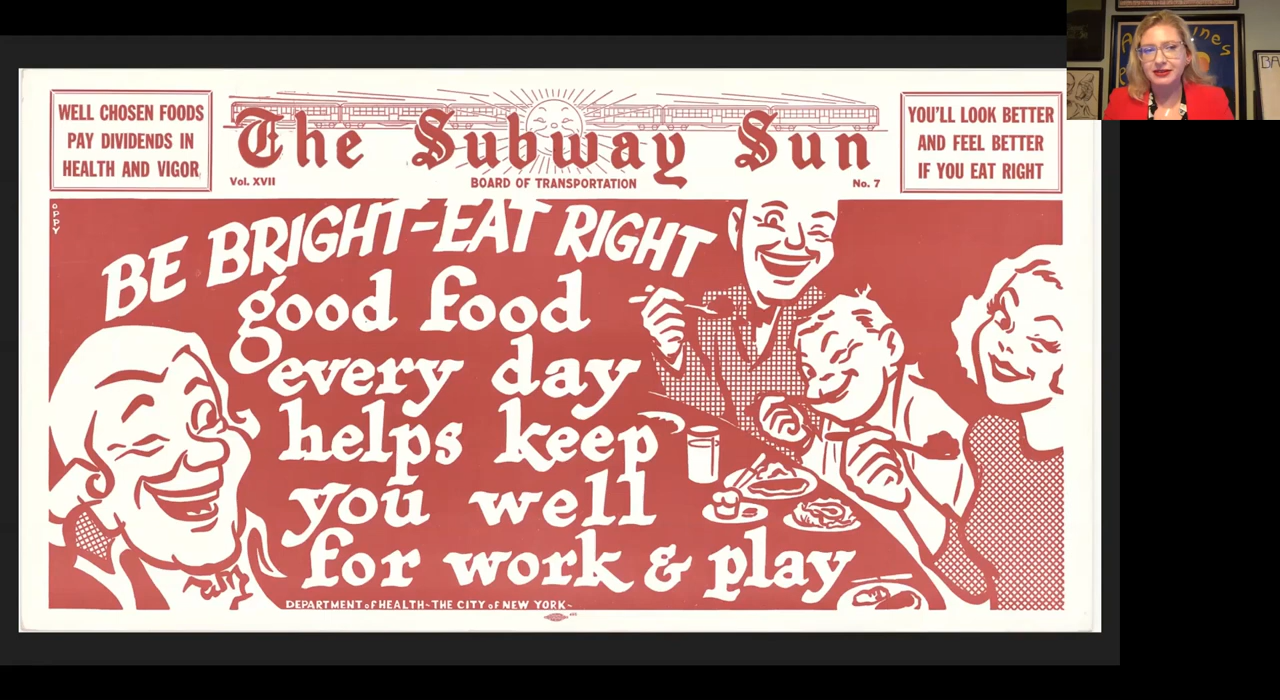 WELL CHOSEN FOODS
PAY DIVIDENDS IN
HEALTH AND VIGOR
The Subway Sun
Vol. XVII
BOARD OF TRANSPORTATION
No. 7
YOU'LL LOOK BETTER
AND FEEL BETTER
IF YOU EAT RIGHT
OPPY
BE BRIGHT-EAT RIGHT
good food
every day
helps keep
you well
for work & play
DEPARTMENT of HEALTH~THE CITY of NEW YORK~